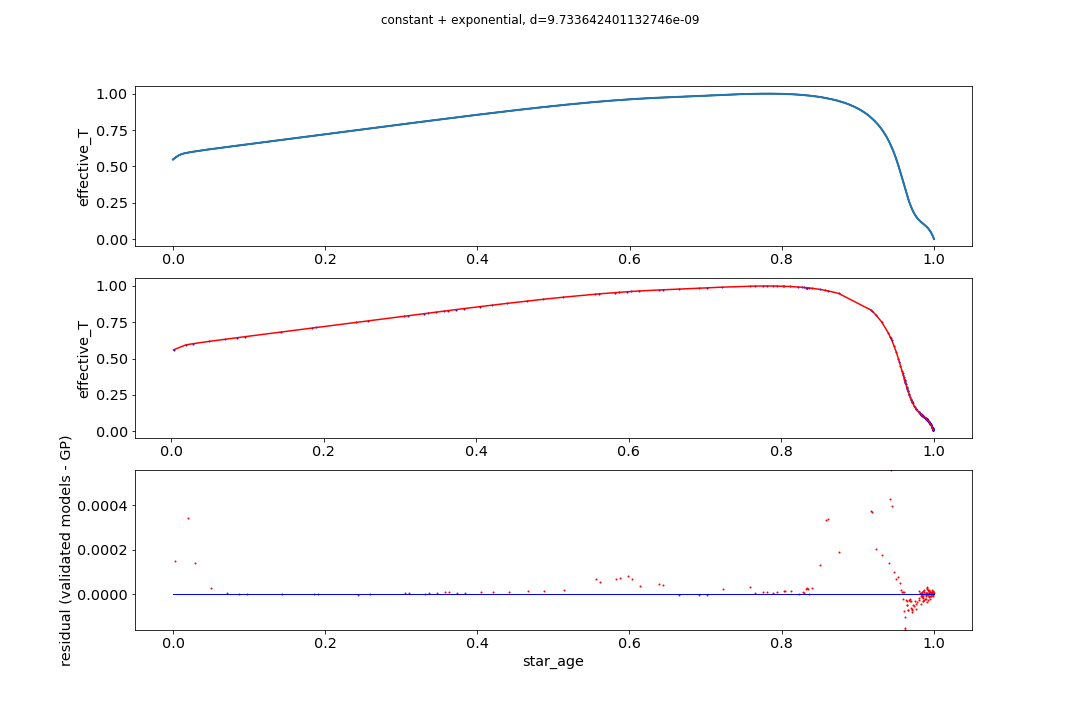 constant + exponential, d=9.733642401132746e-09
effective_T
1.00
0.75
0.50
0.25
0.00
0.0 0.2 0.4 0.6 0.8 1.0
effective_T
1.00
0.75
0.50
0.25
0.00
0.0 0.2 0.4 0.6 0.8 1.0
residual (validated models - GP)
0.0004
0.0002
0.0000
0.0 0.2 0.4 0.6 0.8 1.0
star_age